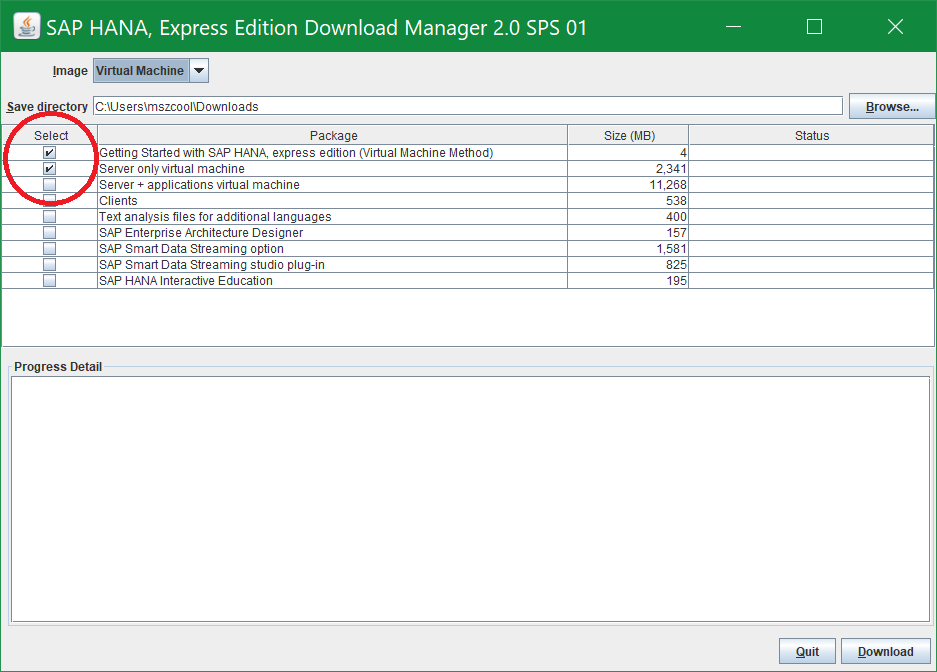 SAP HANA, Express Edition Download Manager 2.0 SPS 01
Image Virtual Machine
Save directory C:\Users\mszcool\Downloads Browse...
Select Package Size (MB) Status
Getting Started with SAP HANA, express edition (Virtual Machine Method) 4
Server only virtual machine 2,341
Server + applications virtual machine 11,268
Clients 538
Text analysis files for additional languages 400
SAP Enterprise Architecture Designer 157
SAP Smart Data Streaming option 1,581
SAP Smart Data Streaming studio plug-in 825
SAP HANA Interactive Education 195
Progress Detail
Quit Download